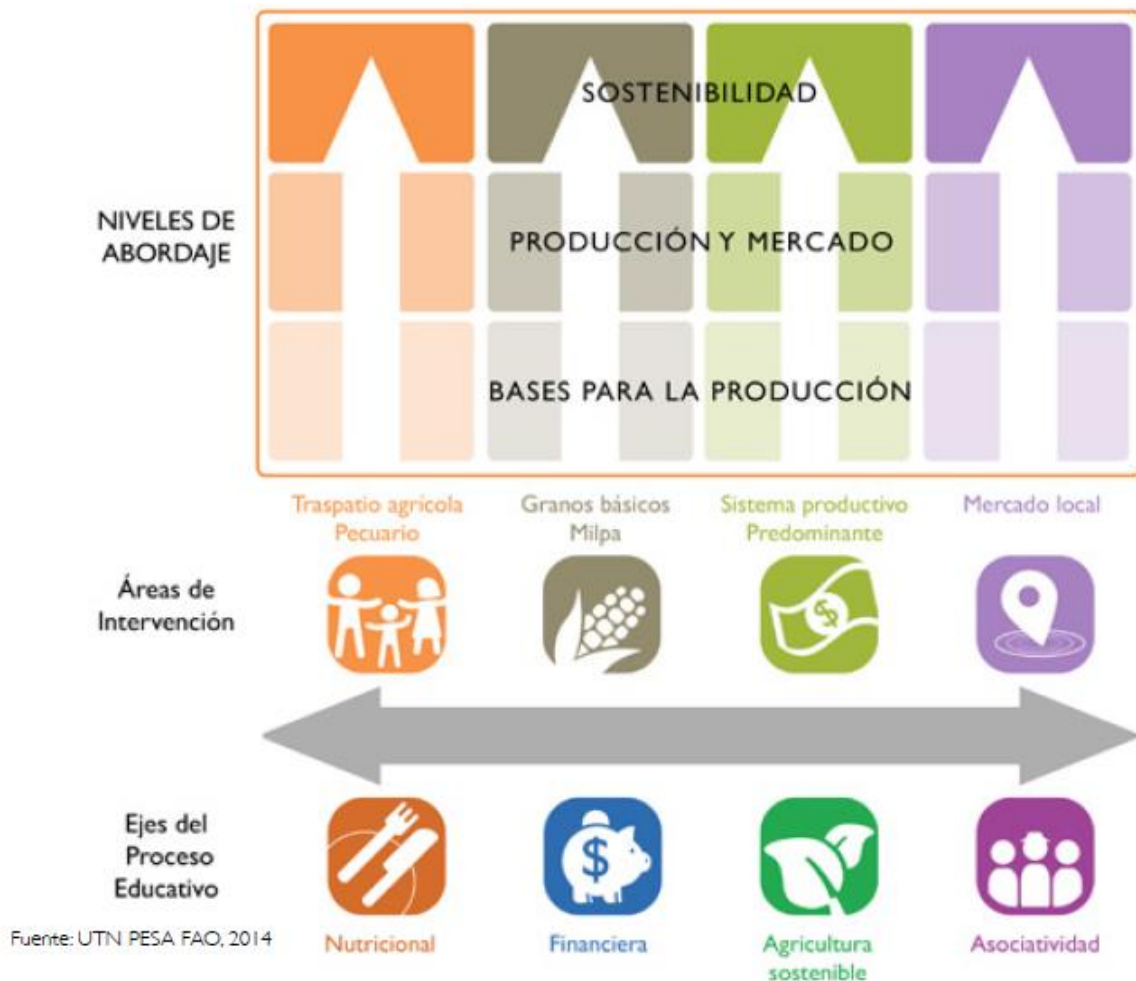 SOSTENIBILIDAD
NIVELES DE
ABORDAJE
PRODUCCIÓN Y MERCADO
BASES PARA LA PRODUCCIÓN
Traspatio agrícola
Pecuario
Granos básicos
Milpa
Sistema productivo
Predominante
Mercado local
Áreas de
Intervención
$
Ejes del
Proceso
Educativo
$
Fuente: UTN PESA FAO, 2014
Nutricional
Financiera
Agricultura
sostenible
Asociatividad